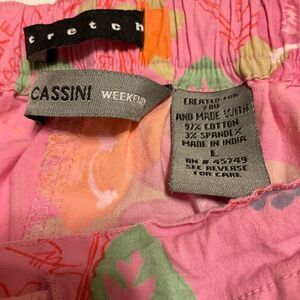 stretch
CASSINI WEEKEND
CREATED FOR
YOU
AND MADE WITH
97% COTTON
3% SPANDEX
MADE IN INDIA
L
RN # 45749
SEE REVERSE
FOR CARE